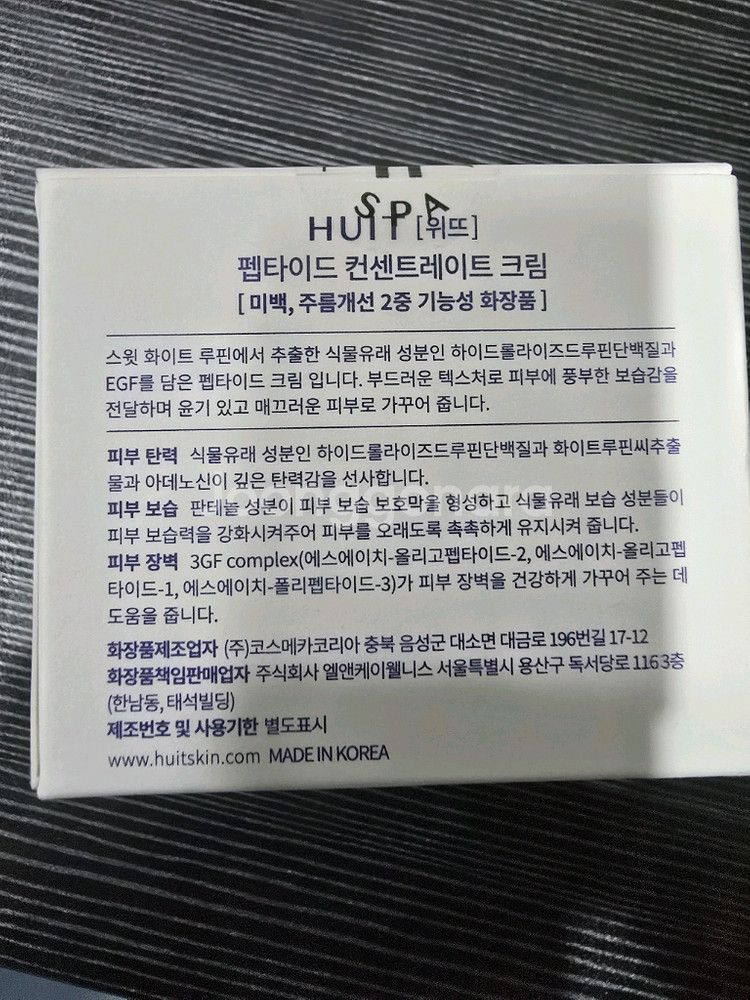 SPA
HUIT [위뜨]
펩타이드 컨센트레이트 크림
[ 미백, 주름개선 2중 기능성 화장품 ]
스윗 화이트 루핀에서 추출한 식물유래 성분인 하이드롤라이즈드루핀단백질과
EGF를 담은 펩타이드 크림 입니다. 부드러운 텍스처로 피부에 풍부한 보습감을
전달하며 윤기 있고 매끄러운 피부로 가꾸어 줍니다.
피부 탄력 식물유래 성분인 하이드롤라이즈드루핀단백질과 화이트루핀씨추출
물과 아데노신이 깊은 탄력감을 선사합니다.
피부 보습 판테놀 성분이 피부 보습 보호막을 형성하고 식물유래 보습 성분들이
피부 보습력을 강화시켜주어 피부를 오래도록 촉촉하게 유지시켜 줍니다.
피부 장벽 3GF complex(에스에이치-올리고펩타이드-2, 에스에이치-올리고펩
타이드-1, 에스에이치-폴리펩타이드-3)가 피부 장벽을 건강하게 가꾸어 주는 데
도움을 줍니다.
화장품제조업자 (주)코스메카코리아 충북 음성군 대소면 대금로 196번길 17-12
화장품책임판매업자 주식회사 엘앤케이웰니스 서울특별시 용산구 독서당로 116 3층
(한남동, 태석빌딩)
제조번호 및 사용기한 별도표시
www.huitskin.com MADE IN KOREA